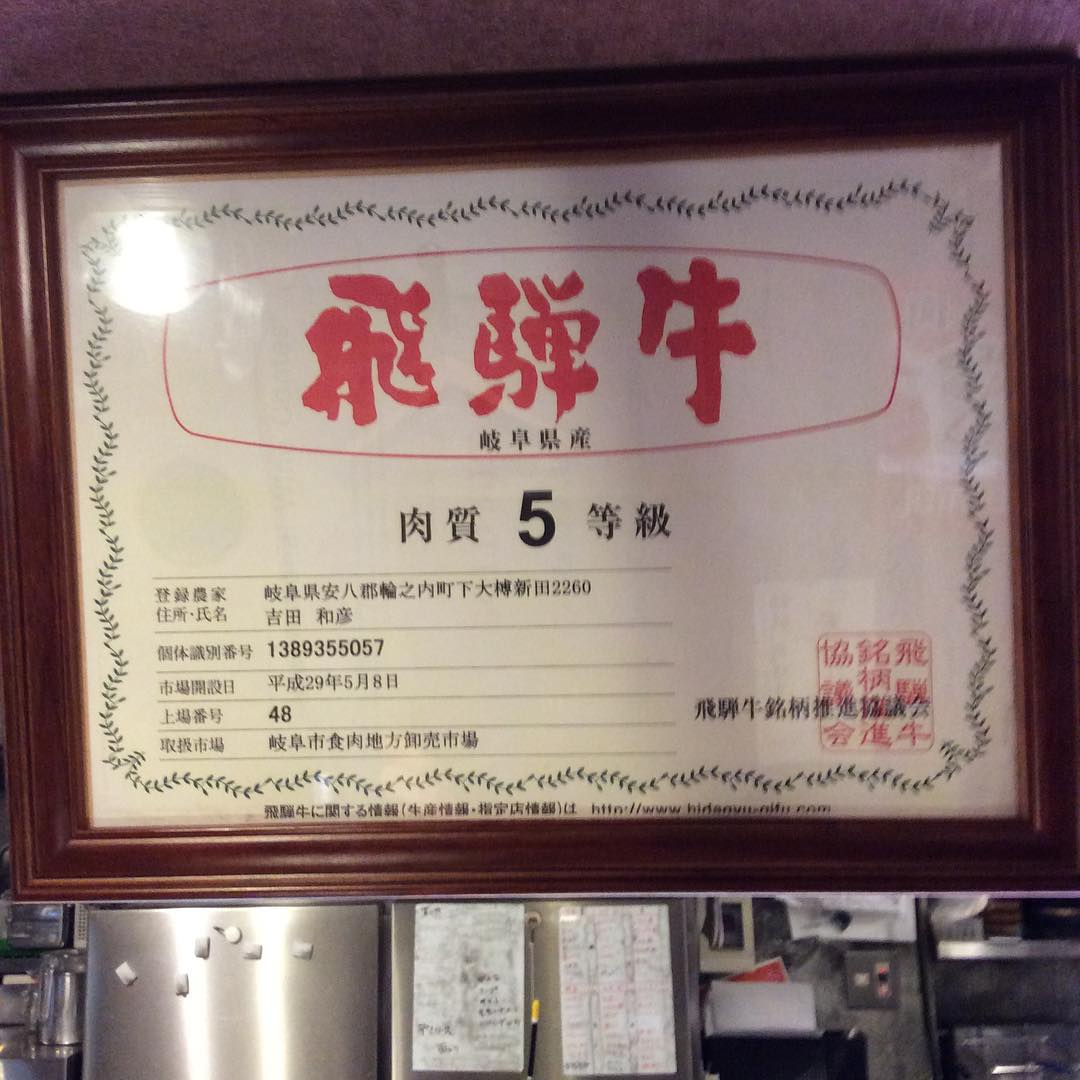 飛騨牛
岐阜県産
肉質 5 等級
登録農家 岐阜県安八郡輪之内町下大榑新田2260
住所・氏名 吉田 和彦
個体識別番号 1389355057
市場開設日 平成29年5月8日
上場番号 48
取扱市場 岐阜市食肉地方卸売市場
飛騨牛銘柄推進協議会
飛騨牛銘柄推進協議会
飛騨牛に関する情報(生産情報・指定店情報)は http://www.hidagyu-gifu.com